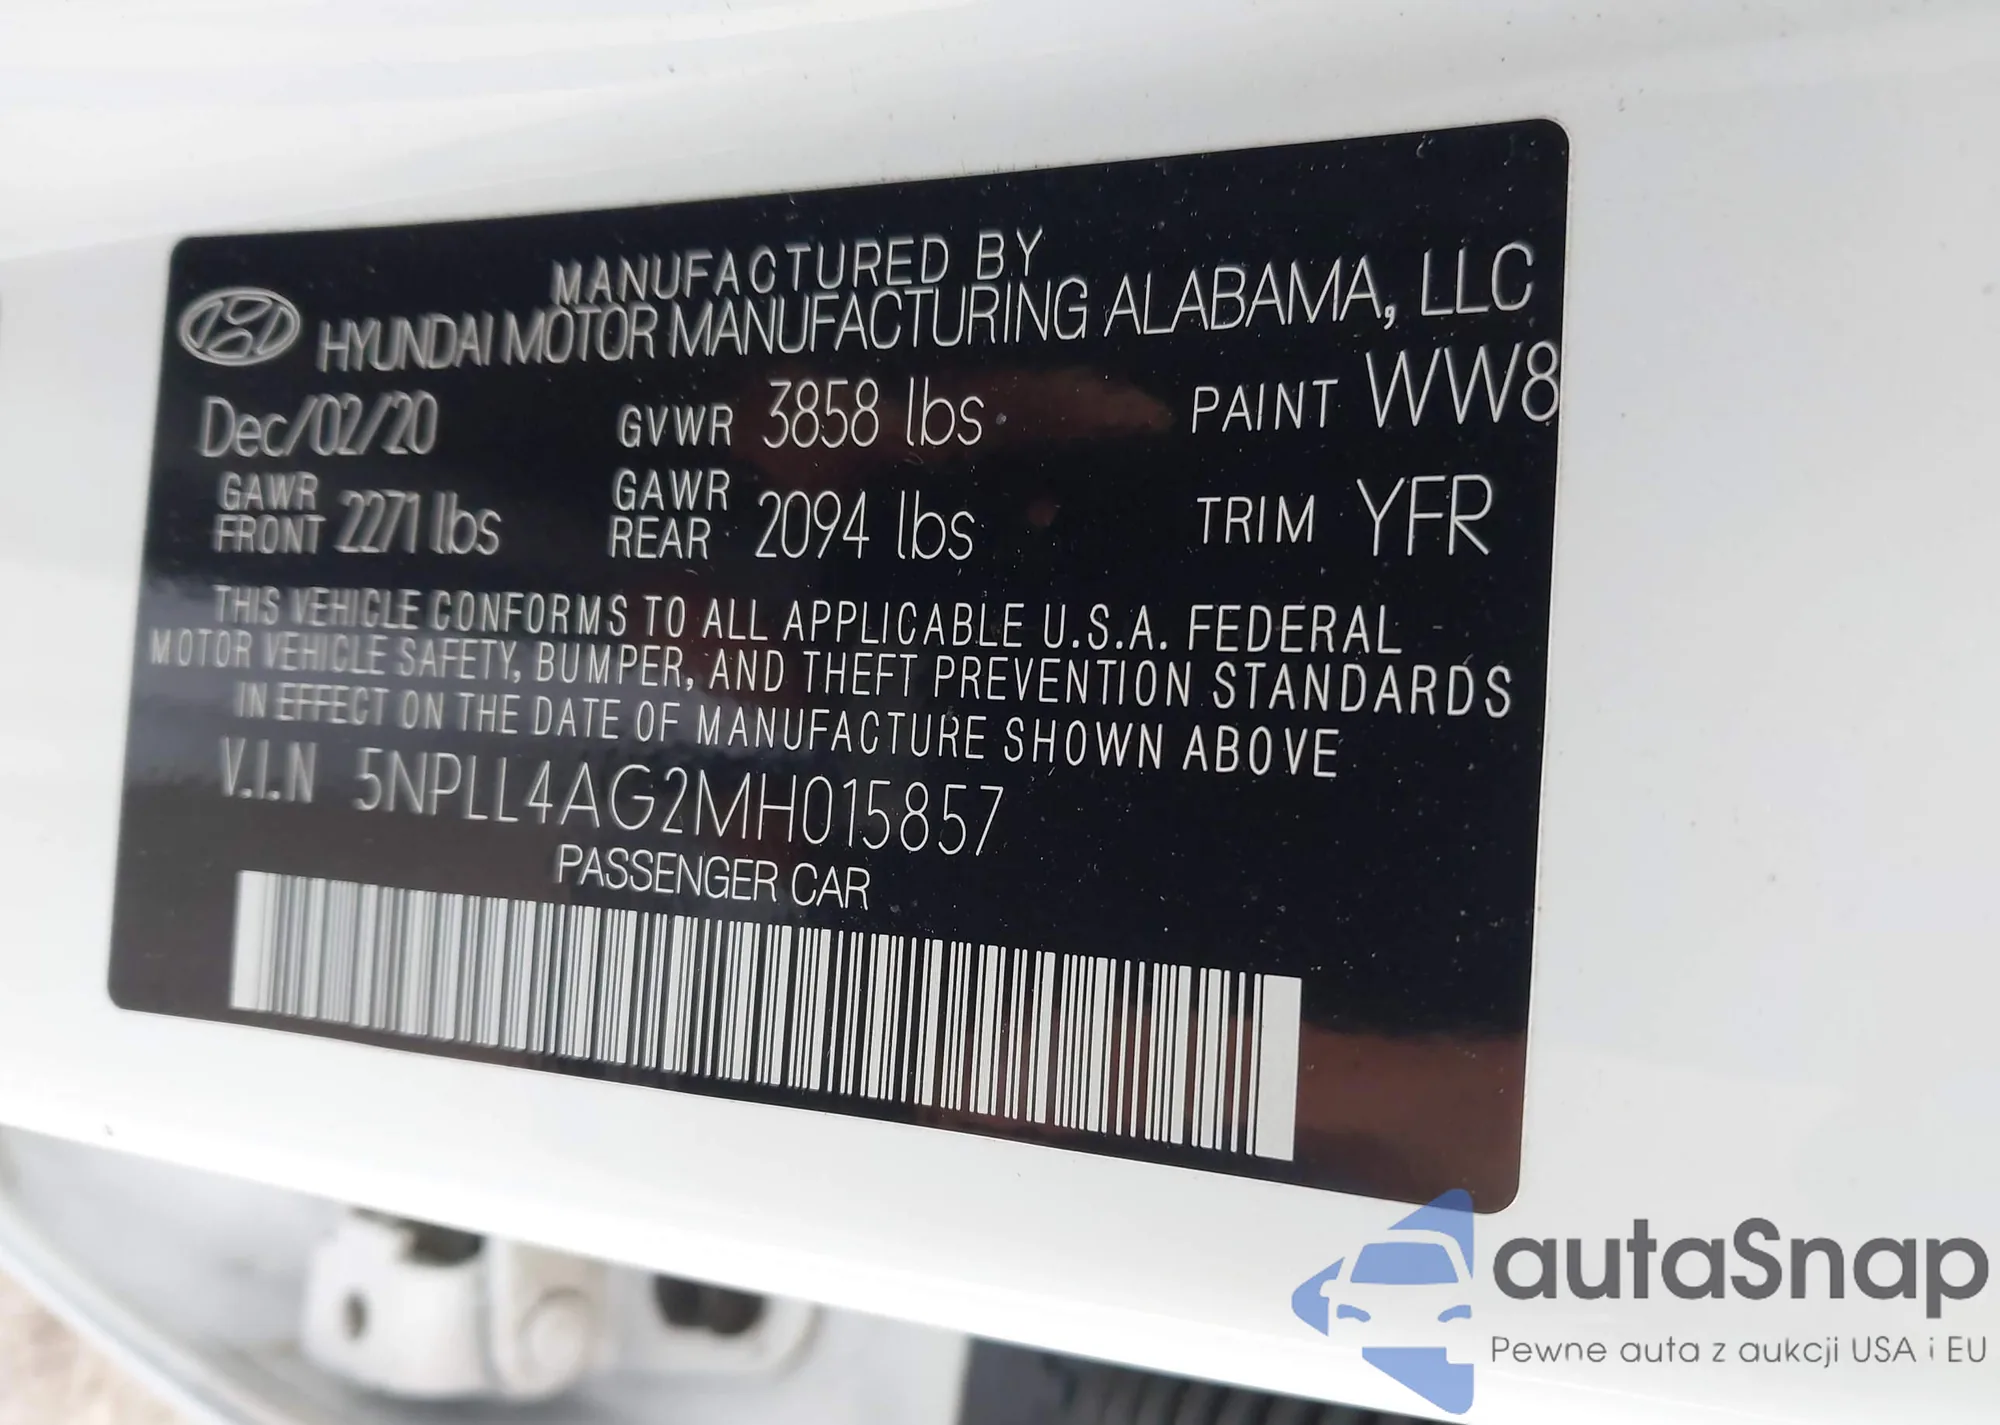 MANUFACTURED BY
HYUNDAI MOTOR MANUFACTURING ALABAMA, LLC
Dec/02/20 GVWR 3858 lbs PAINT WW8
GAWR FRONT 2271 lbs GAWR REAR 2094 lbs TRIM YFR
THIS VEHICLE CONFORMS TO ALL APPLICABLE U.S.A. FEDERAL
MOTOR VEHICLE SAFETY, BUMPER, AND THEFT PREVENTION STANDARDS
IN EFFECT ON THE DATE OF MANUFACTURE SHOWN ABOVE
V.I.N 5NPLL4AG2MH015857
PASSENGER CAR
autaSnap
Pewne auta z aukcji USA i EU